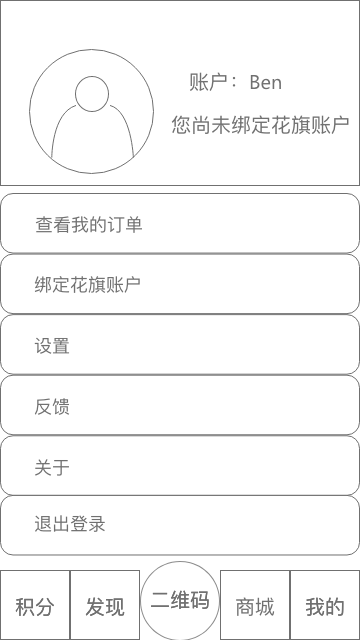 账户：Ben
您尚未绑定花旗账户
查看我的订单
绑定花旗账户
设置
反馈
关于
退出登录
积分
发现
二维码
商城
我的